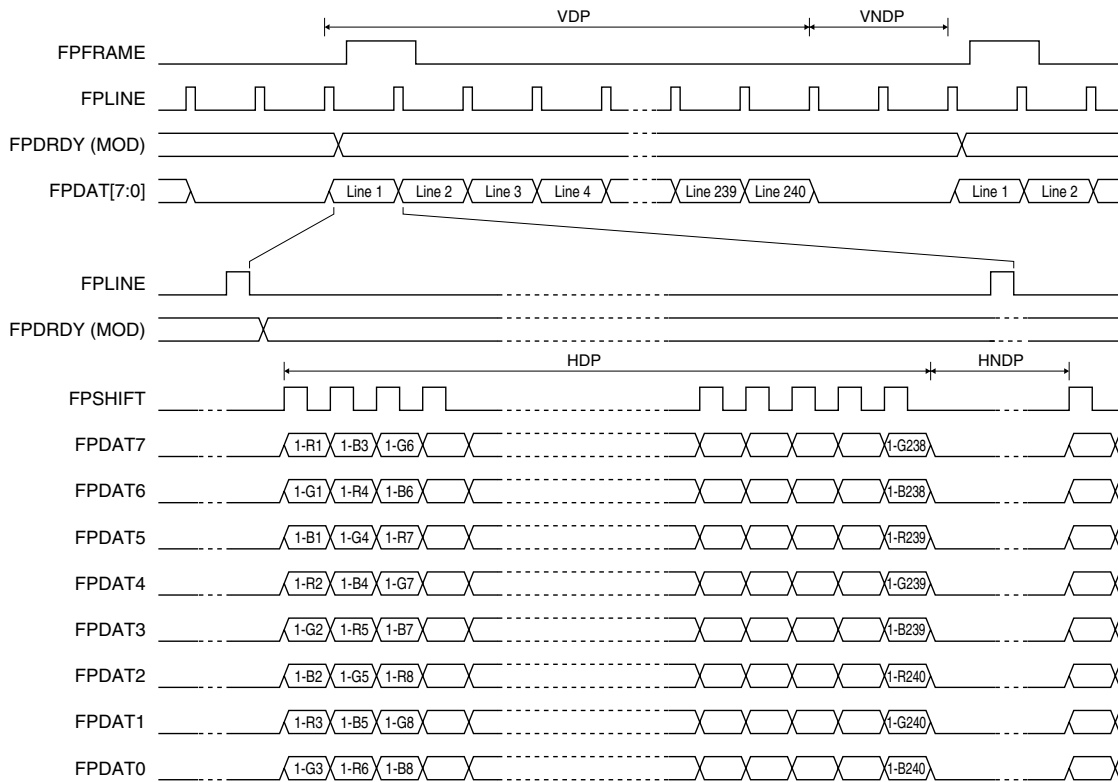 VDP VNDP
FPFRAME
FPLINE
FPDRDY (MOD)
FPDAT[7:0] Line 1 Line 2 Line 3 Line 4 Line 239 Line 240 Line 1 Line 2
FPLINE
FPDRDY (MOD)
HDP HNDP
FPSHIFT
FPDAT7 1-R1 1-B3 1-G6 1-G238
FPDAT6 1-G1 1-R4 1-B6 1-B238
FPDAT5 1-B1 1-G4 1-R7 1-R239
FPDAT4 1-R2 1-B4 1-G7 1-G239
FPDAT3 1-G2 1-R5 1-B7 1-B239
FPDAT2 1-B2 1-G5 1-R8 1-R240
FPDAT1 1-R3 1-B5 1-G8 1-G240
FPDAT0 1-G3 1-R6 1-B8 1-B240